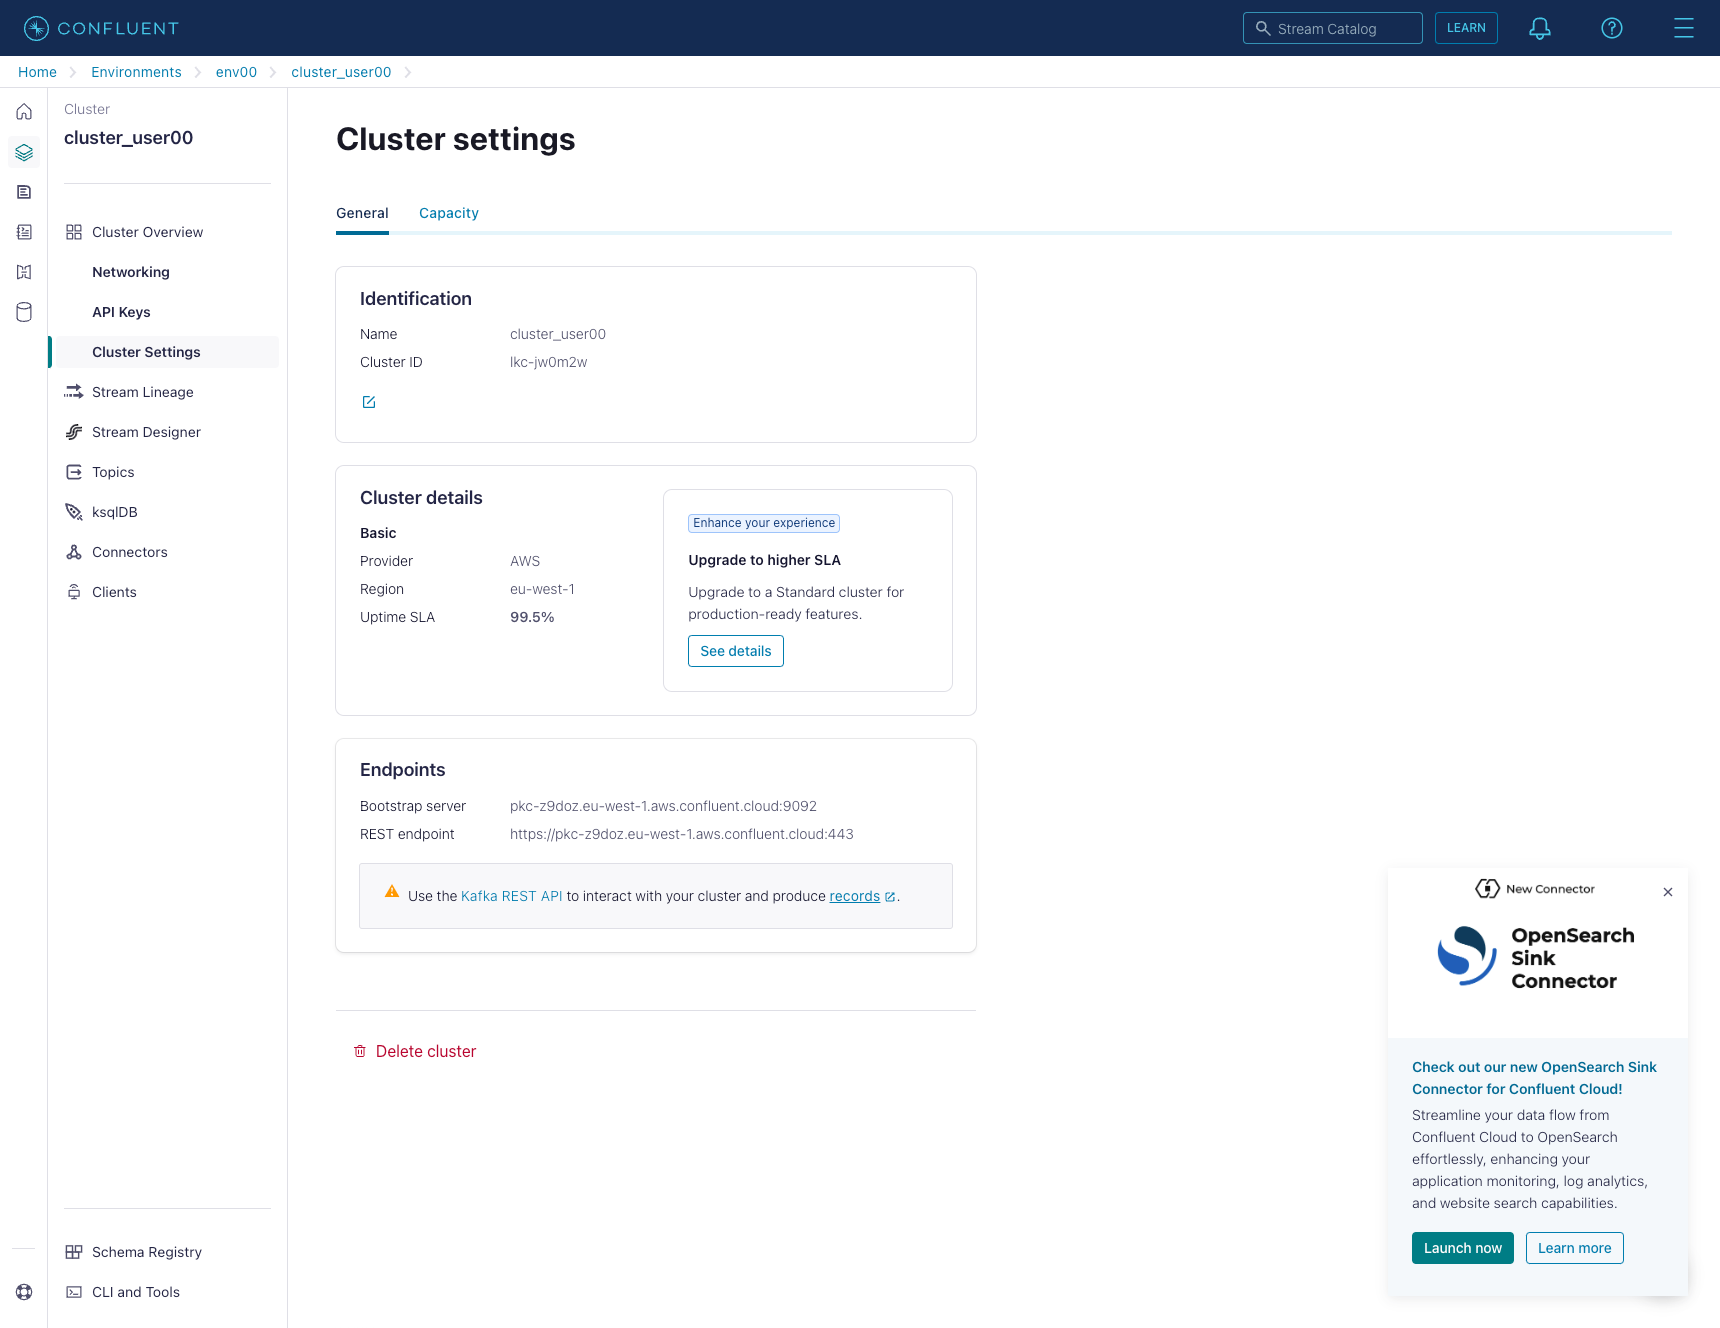 CONFLUENT
Stream Catalog
LEARN
Home
Environments
env00
cluster_user00
Cluster
cluster_user00
Cluster Overview
Networking
API Keys
Cluster Settings
Stream Lineage
Stream Designer
Topics
ksqlDB
Connectors
Clients
Schema Registry
CLI and Tools
Cluster settings
General
Capacity
Identification
Name
cluster_user00
Cluster ID
lkc-jw0m2w
Cluster details
Basic
Provider
AWS
Region
eu-west-1
Uptime SLA
99.5%
Enhance your experience
Upgrade to higher SLA
Upgrade to a Standard cluster for
production-ready features.
See details
Endpoints
Bootstrap server
pkc-z9doz.eu-west-1.aws.confluent.cloud:9092
REST endpoint
https://pkc-z9doz.eu-west-1.aws.confluent.cloud:443
Use the Kafka REST API to interact with your cluster and produce records.
Delete cluster
New Connector
OpenSearch
Sink
Connector
Check out our new OpenSearch Sink
Connector for Confluent Cloud!
Streamline your data flow from
Confluent Cloud to OpenSearch
effortlessly, enhancing your
application monitoring, log analytics,
and website search capabilities.
Launch now
Learn more